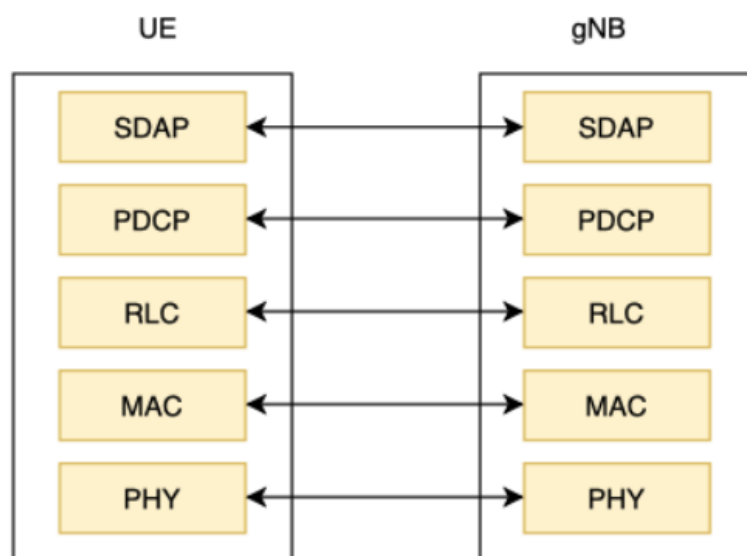 UE gNB
SDAP SDAP
PDCP PDCP
RLC RLC
MAC MAC
PHY PHY